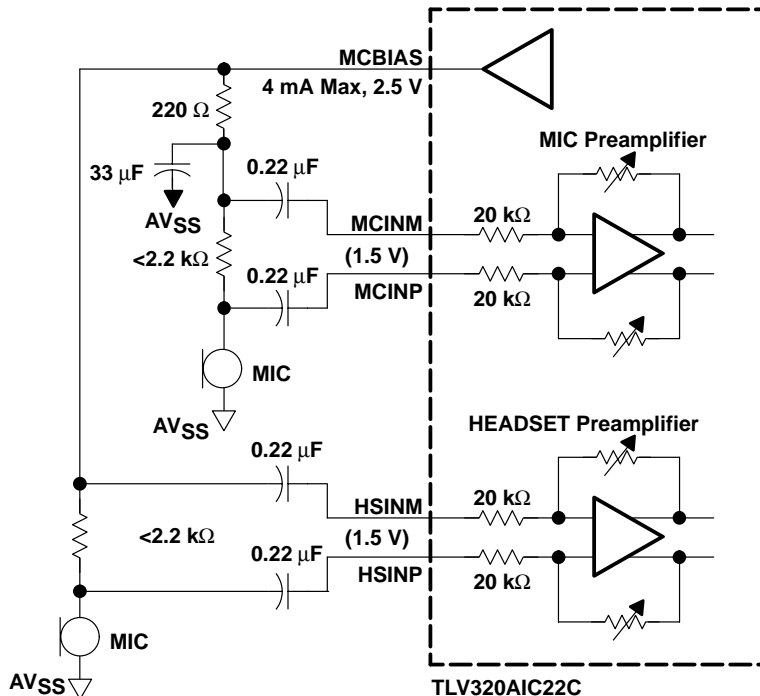 MCBIAS
4 mA Max, 2.5 V
220 Ω
MIC Preamplifier
33 μF
0.22 μF
AVSS
MCINM
20 kΩ
<2.2 kΩ
(1.5 V)
0.22 μF
MCINP
20 kΩ
MIC
AVSS
HEADSET Preamplifier
0.22 μF
HSINM
20 kΩ
<2.2 kΩ
(1.5 V)
0.22 μF
HSINP
20 kΩ
MIC
AVSS
TLV320AIC22C